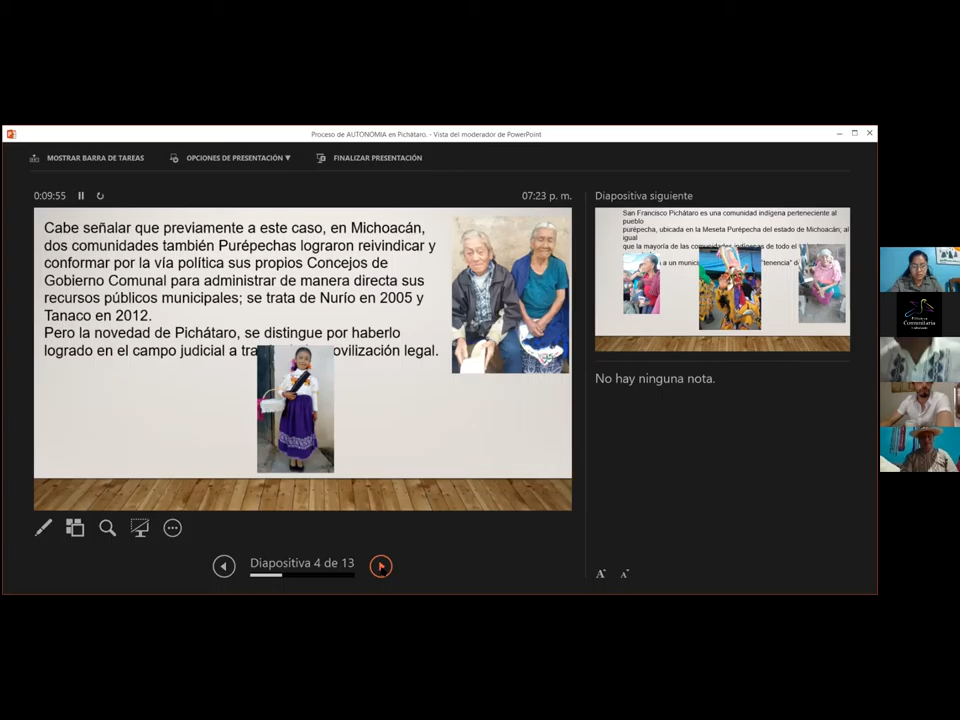 Proceso de AUTONOMIA en Pichátaro. - Vista del moderador de PowerPoint
MOSTRAR BARRA DE TAREAS
OPCIONES DE PRESENTACIÓN
FINALIZAR PRESENTACIÓN
0:09:55
07:23 p. m.
Cabe señalar que previamente a este caso, en Michoacán,
dos comunidades también Purépechas lograron reivindicar y
conformar por la vía política sus propios Concejos de
Gobierno Comunal para administrar de manera directa sus
recursos públicos municipales; se trata de Nurío en 2005 y
Tanaco en 2012.
Pero la novedad de Pichátaro, se distingue por haberlo
logrado en el campo judicial a
Diapositiva 4 de 13
Diapositiva siguiente
San Francisco Pichátaro es una comunidad indígena perteneciente al
pueblo
purépecha, ubicada en la Meseta Purépecha del estado de Michoacán; al
igual
que la mayoría de las
No hay ninguna nota.
A A
Comunitaria